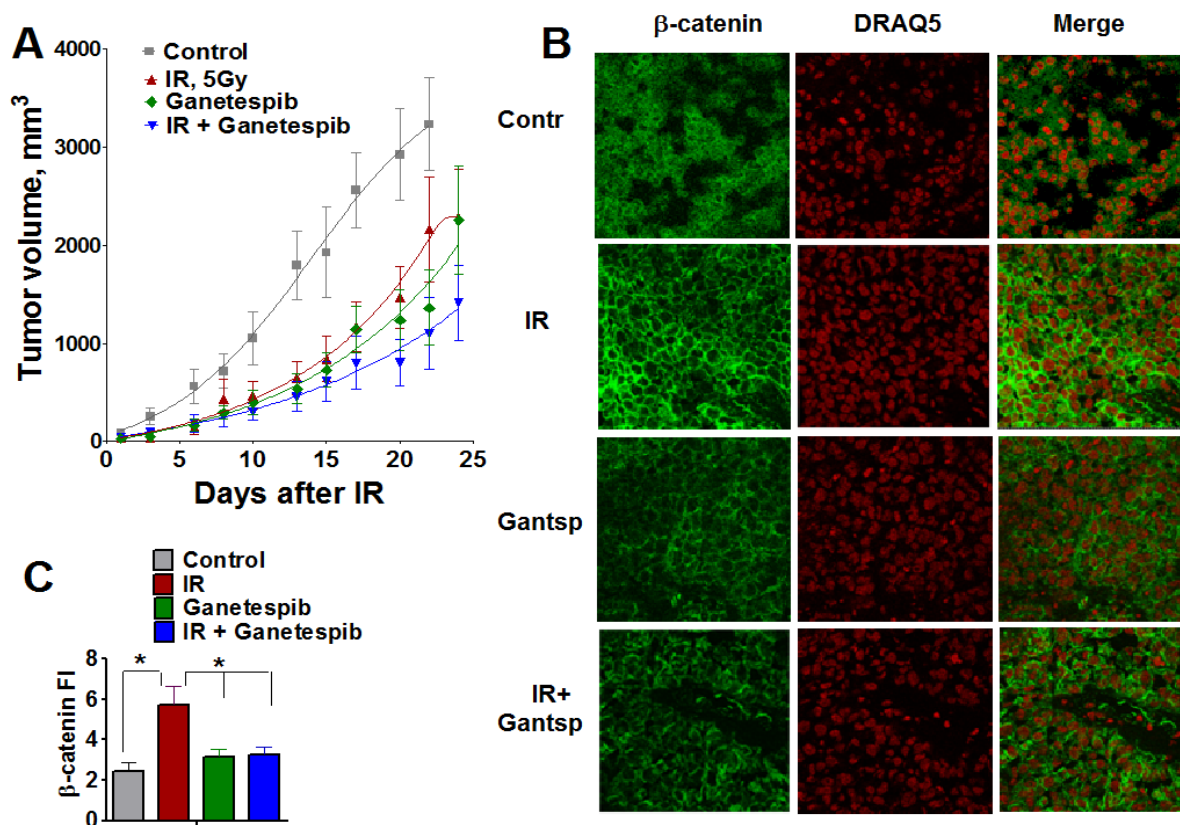 A
Tumor volume, mm³
4000
3000
2000
1000
0
Control
IR, 5Gy
Ganetespib
IR + Ganetespib
0 5 10 15 20 25
Days after IR
B
β-catenin DRAQ5 Merge
Contr
IR
Gantsp
IR+
Gantsp
C
Control
IR
Ganetespib
IR + Ganetespib
β-catenin FI
8
6
4
2
0
* *